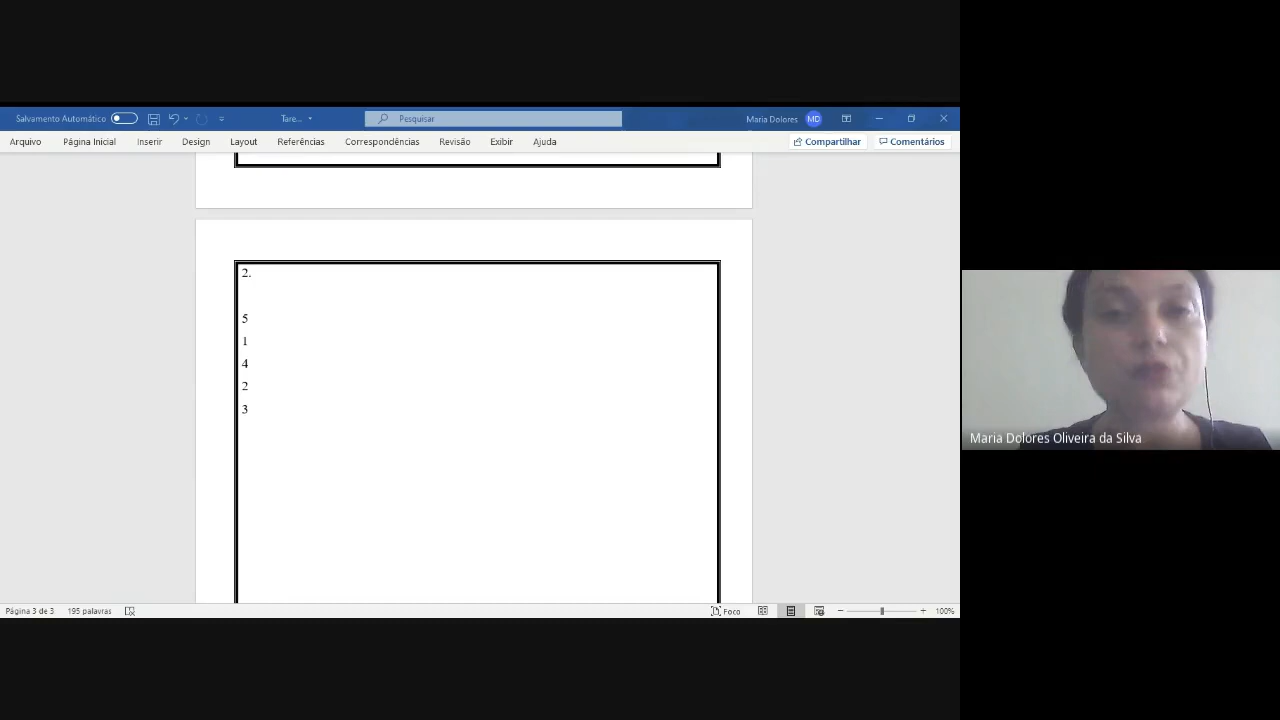 Salvamento Automático
Tare...
Pesquisar
Maria Dolores
MD
Arquivo
Página Inicial
Inserir
Design
Layout
Referências
Correspondências
Revisão
Exibir
Ajuda
Compartilhar
Comentários
2.
5
1
4
2
3
Maria Dolores Oliveira da Silva
Página 3 de 3
195 palavras
Foco
100%